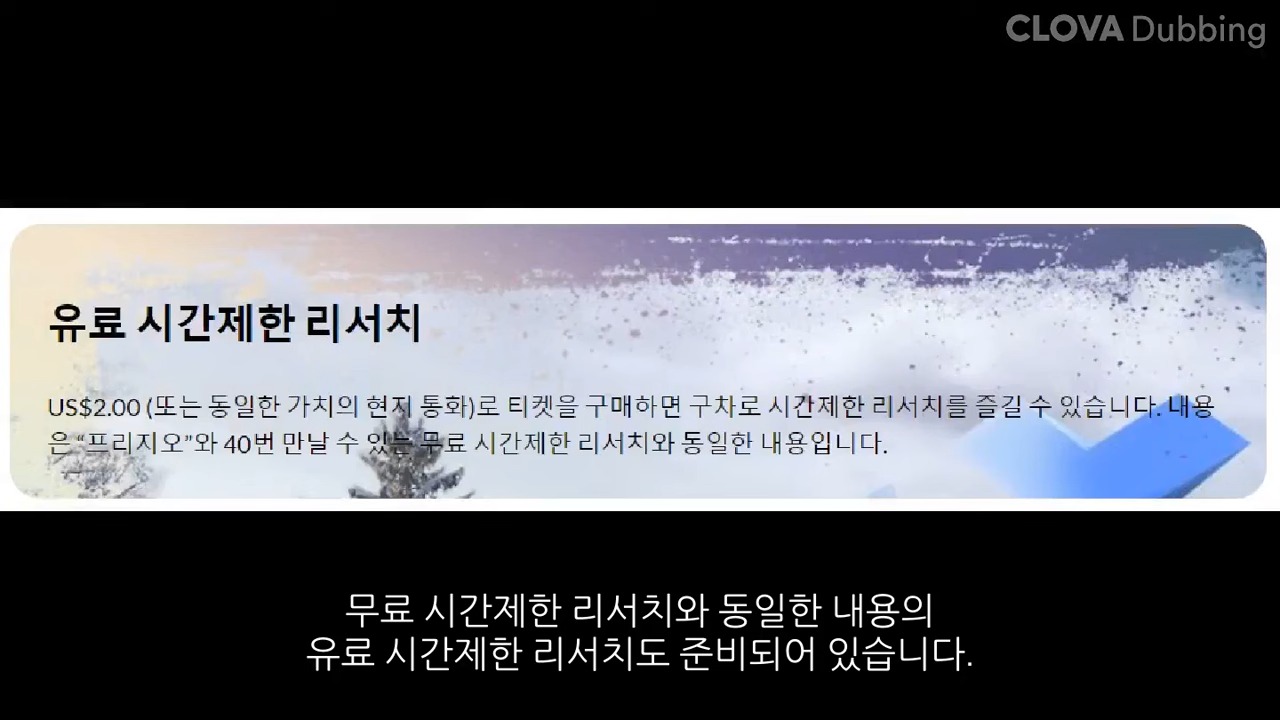 CLOVA Dubbing
유료 시간제한 리서치
US$2.00 (또는 동일한 가치의 현지 통화)로 티켓을 구매하면 구차로 시간제한 리서치를 즐길 수 있습니다. 내용
은 “프리지오”와 40번 만날 수 있는 무료 시간제한 리서치와 동일한 내용입니다.
무료 시간제한 리서치와 동일한 내용의
유료 시간제한 리서치도 준비되어 있습니다.